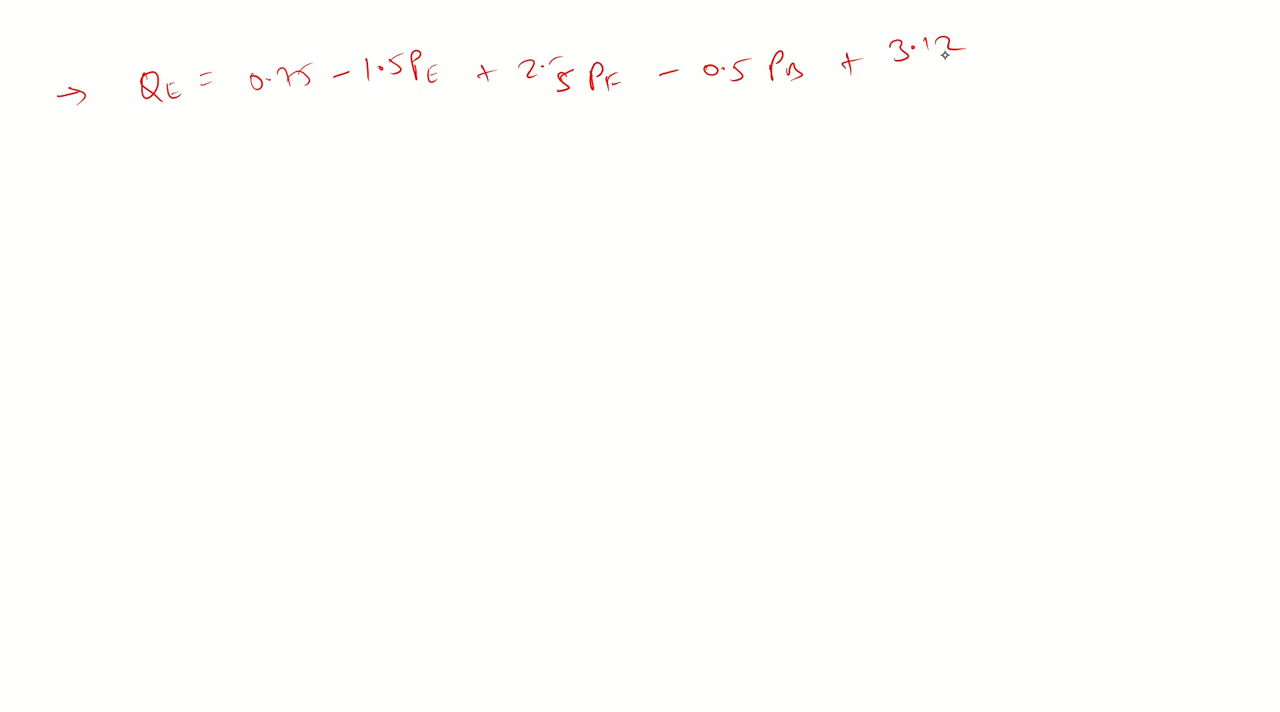 → QE = 0.75 - 1.5PE + 2.5 PF - 0.5 PB + 3.12